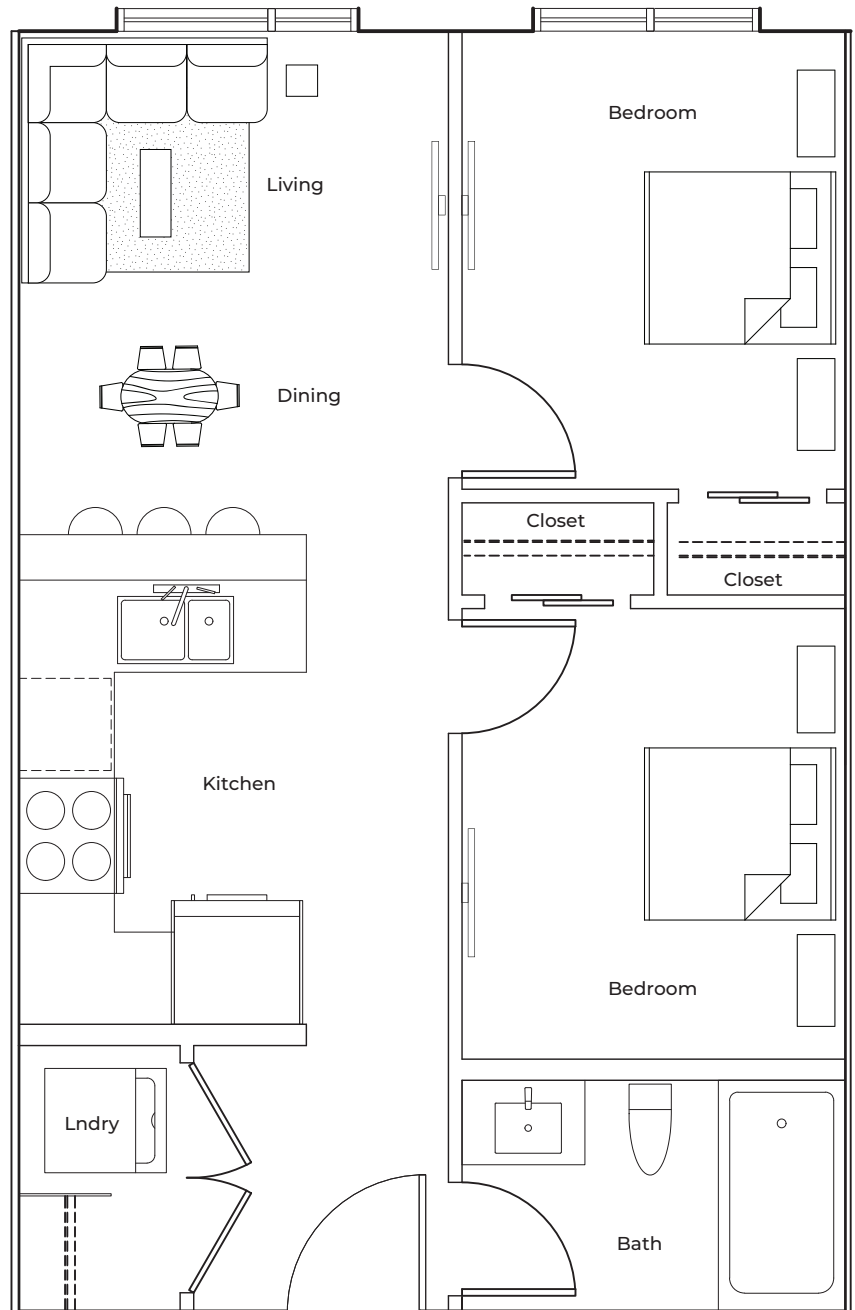 Bedroom
Living
Dining
Closet
Closet
Kitchen
Bedroom
Lndry
Bath